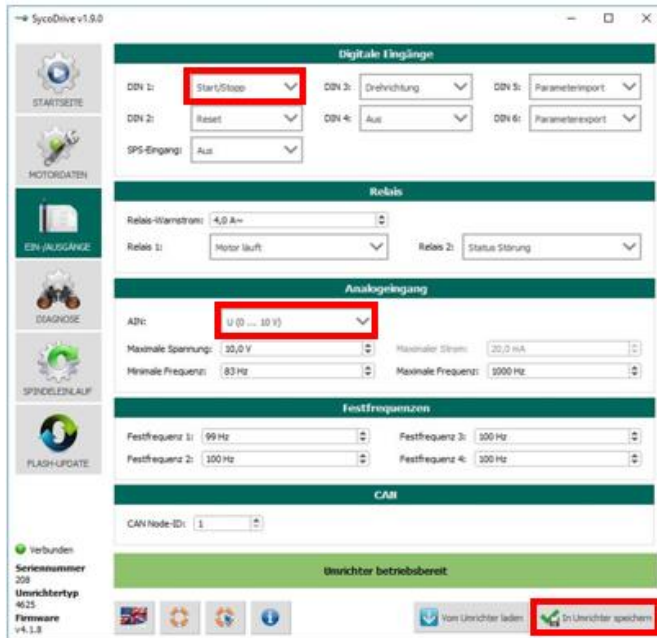 SycoDrive v1.9.0
STARTSEITE
MOTORDATEN
EIN-/AUSGÄNGE
DIAGNOSE
SPINDELEINLAUF
FLASH-UPDATE
Verbunden
Seriennummer
208
Umrichtertyp
4625
Firmware
v4.1.8
Digitale Eingänge
DIN 1: Start/Stopp DIN 3: Drehrichtung DIN 5: Parameterimport
DIN 2: Reset DIN 4: Aus DIN 6: Parameterexport
SPS-Eingang: Aus
Relais
Relais-Warnstrom: 4,0 A~
Relais 1: Motor läuft Relais 2: Status Störung
Analogeingang
AIN: U (0 ... 10 V)
Maximale Spannung: 10,0 V Maximaler Strom: 20,0 mA
Minimale Frequenz: 83 Hz Maximale Frequenz: 1000 Hz
Festfrequenzen
Festfrequenz 1: 99 Hz Festfrequenz 3: 100 Hz
Festfrequenz 2: 100 Hz Festfrequenz 4: 100 Hz
CAN
CAN Node-ID: 1
Umrichter betriebsbereit
Vom Umrichter laden In Umrichter speichern